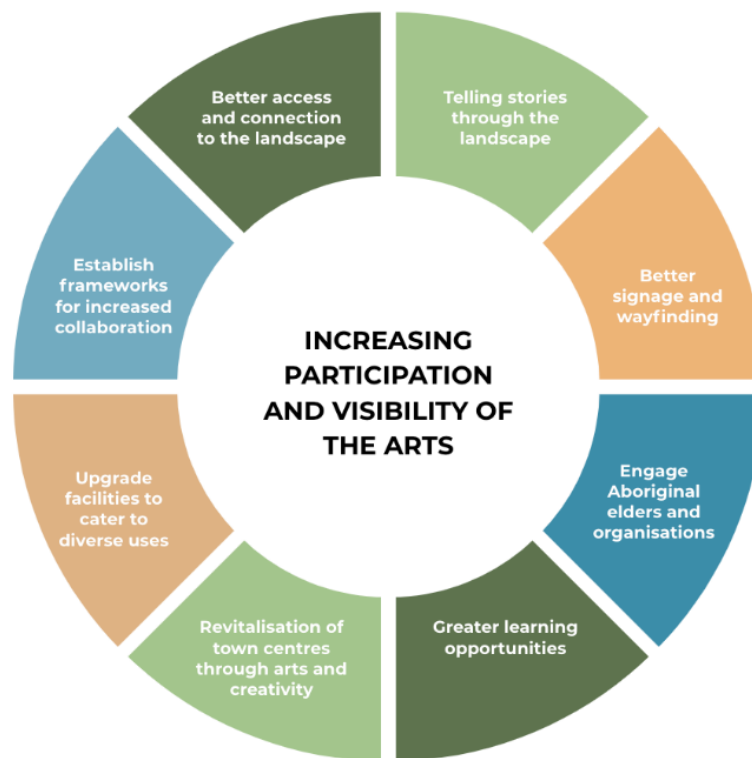 Better access
and connection
to the landscape
Telling stories
through the
landscape
Establish
frameworks
for increased
collaboration
Better
signage and
wayfinding
INCREASING
PARTICIPATION
AND VISIBILITY OF
THE ARTS
Upgrade
facilities to
cater to
diverse uses
Engage
Aboriginal
elders and
organisations
Revitalisation of
town centres
through arts and
creativity
Greater learning
opportunities